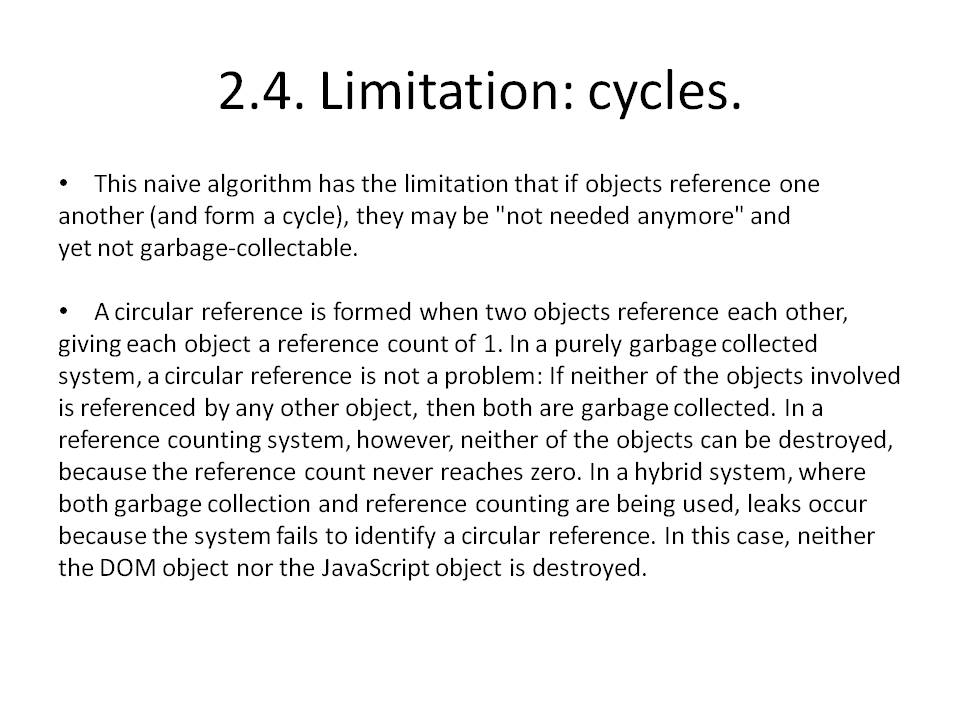 2.4. Limitation: cycles.
• This naive algorithm has the limitation that if objects reference one
another (and form a cycle), they may be "not needed anymore" and
yet not garbage-collectable.
• A circular reference is formed when two objects reference each other,
giving each object a reference count of 1. In a purely garbage collected
system, a circular reference is not a problem: If neither of the objects involved
is referenced by any other object, then both are garbage collected. In a
reference counting system, however, neither of the objects can be destroyed,
because the reference count never reaches zero. In a hybrid system, where
both garbage collection and reference counting are being used, leaks occur
because the system fails to identify a circular reference. In this case, neither
the DOM object nor the JavaScript object is destroyed.